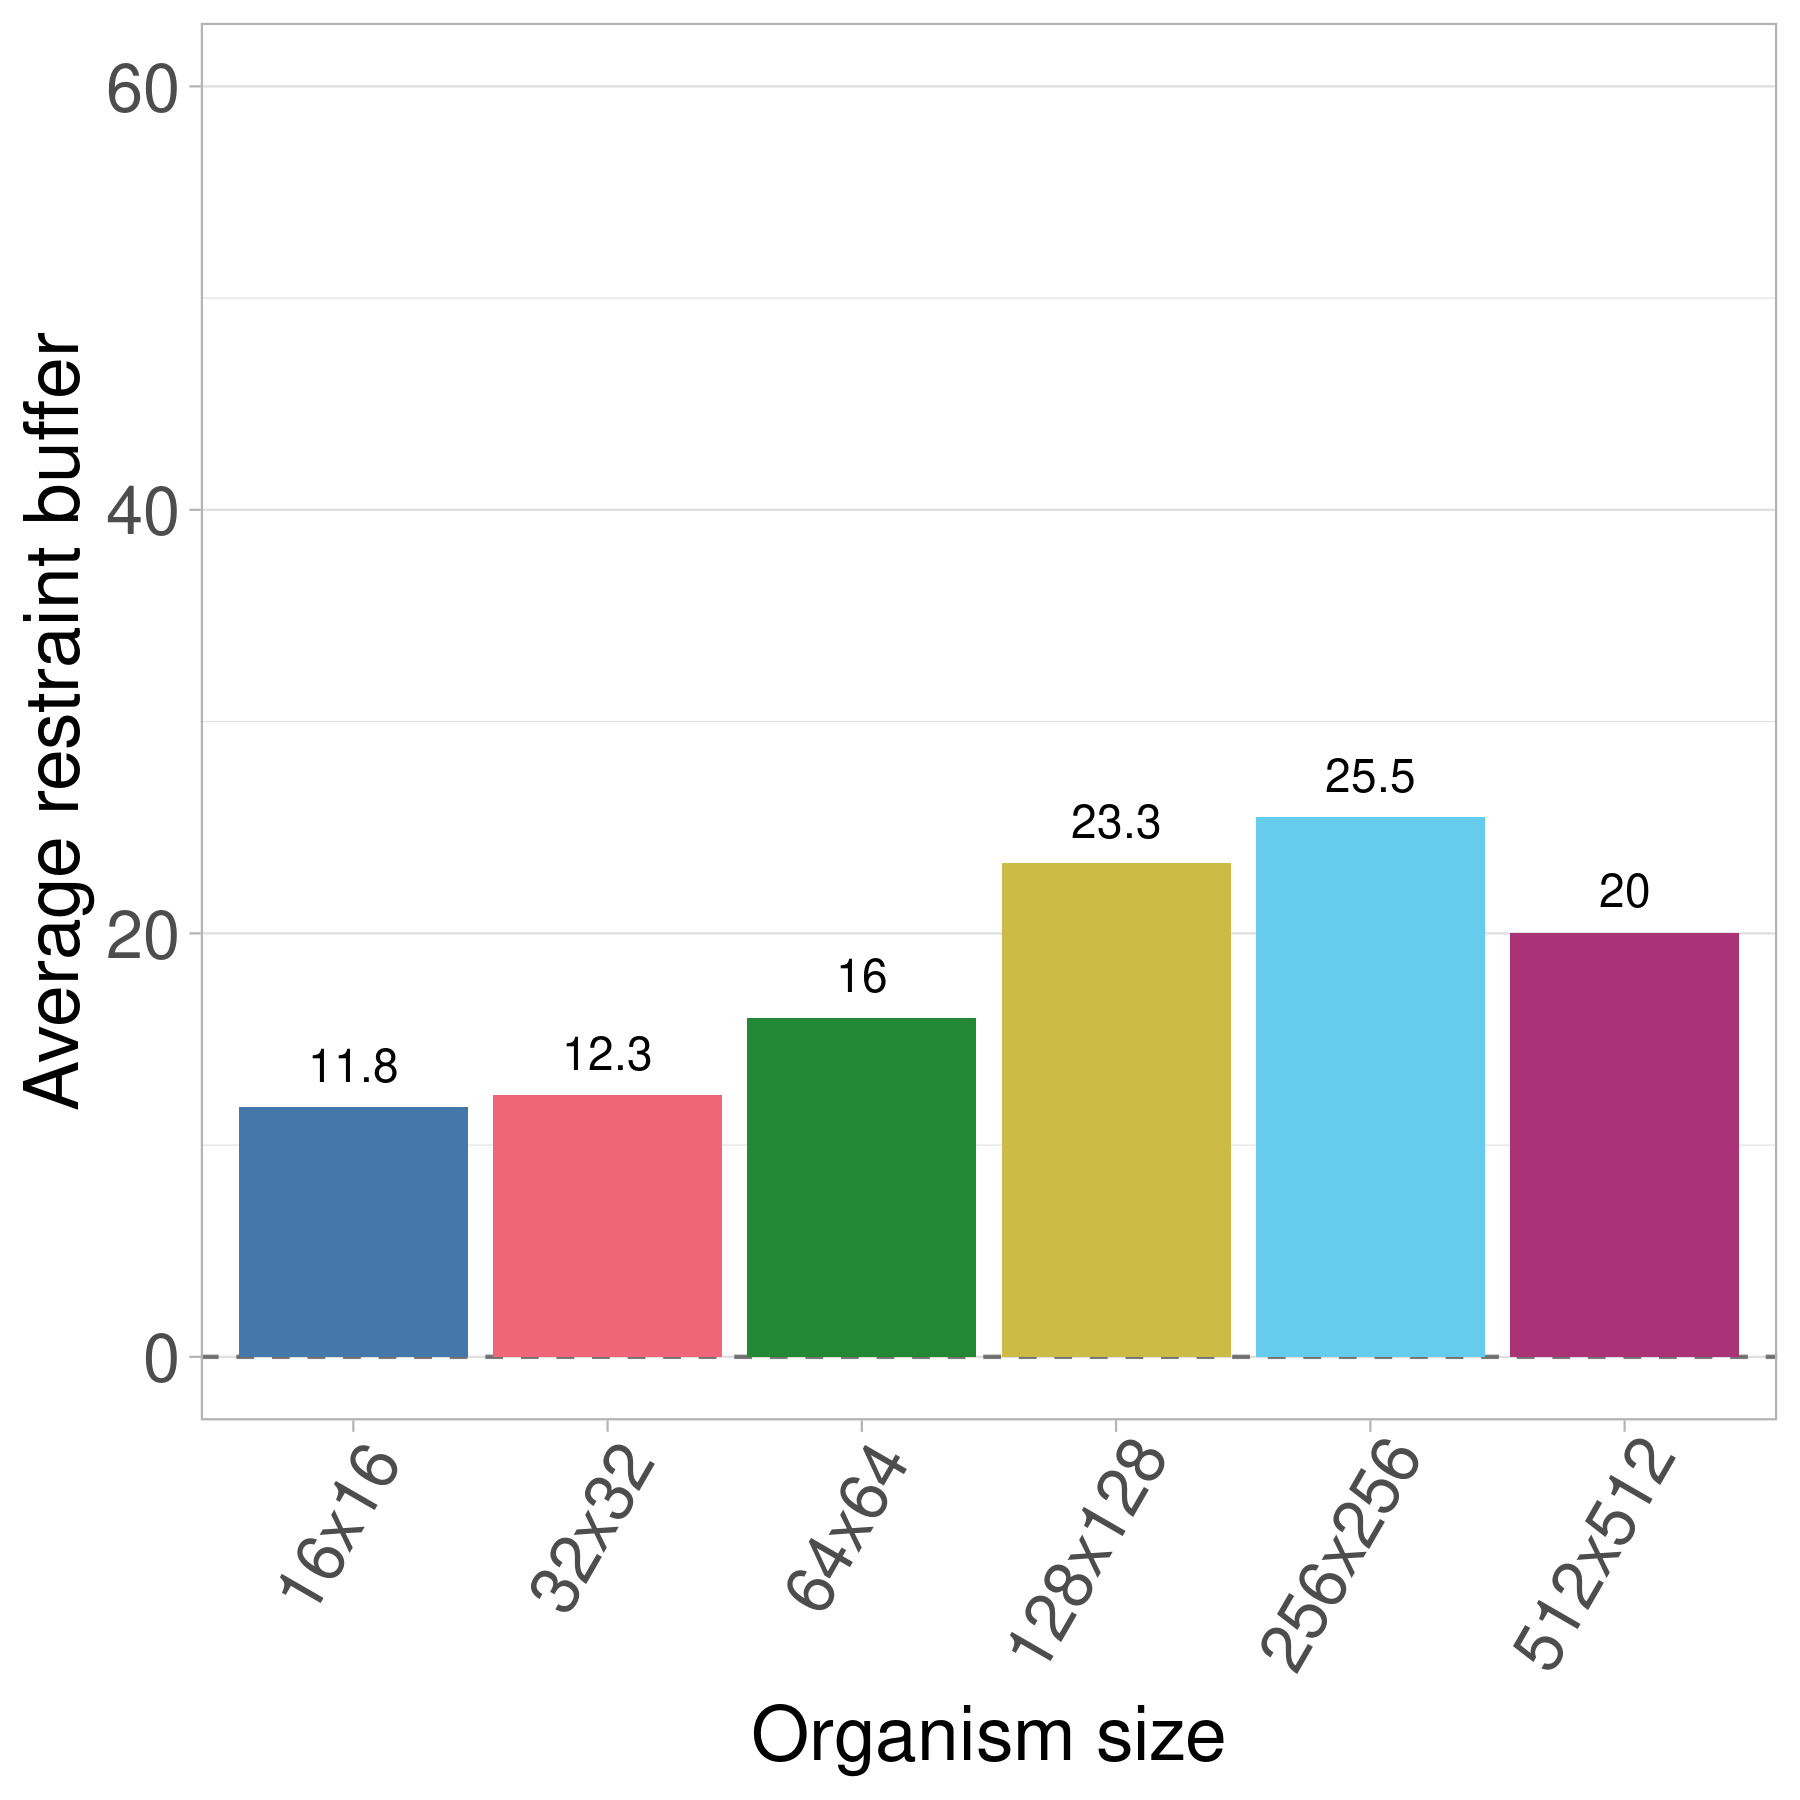 Average restraint buffer
60
40
20
0
11.8
12.3
16
23.3
25.5
20
16x16
32x32
64x64
128x128
256x256
512x512
Organism size